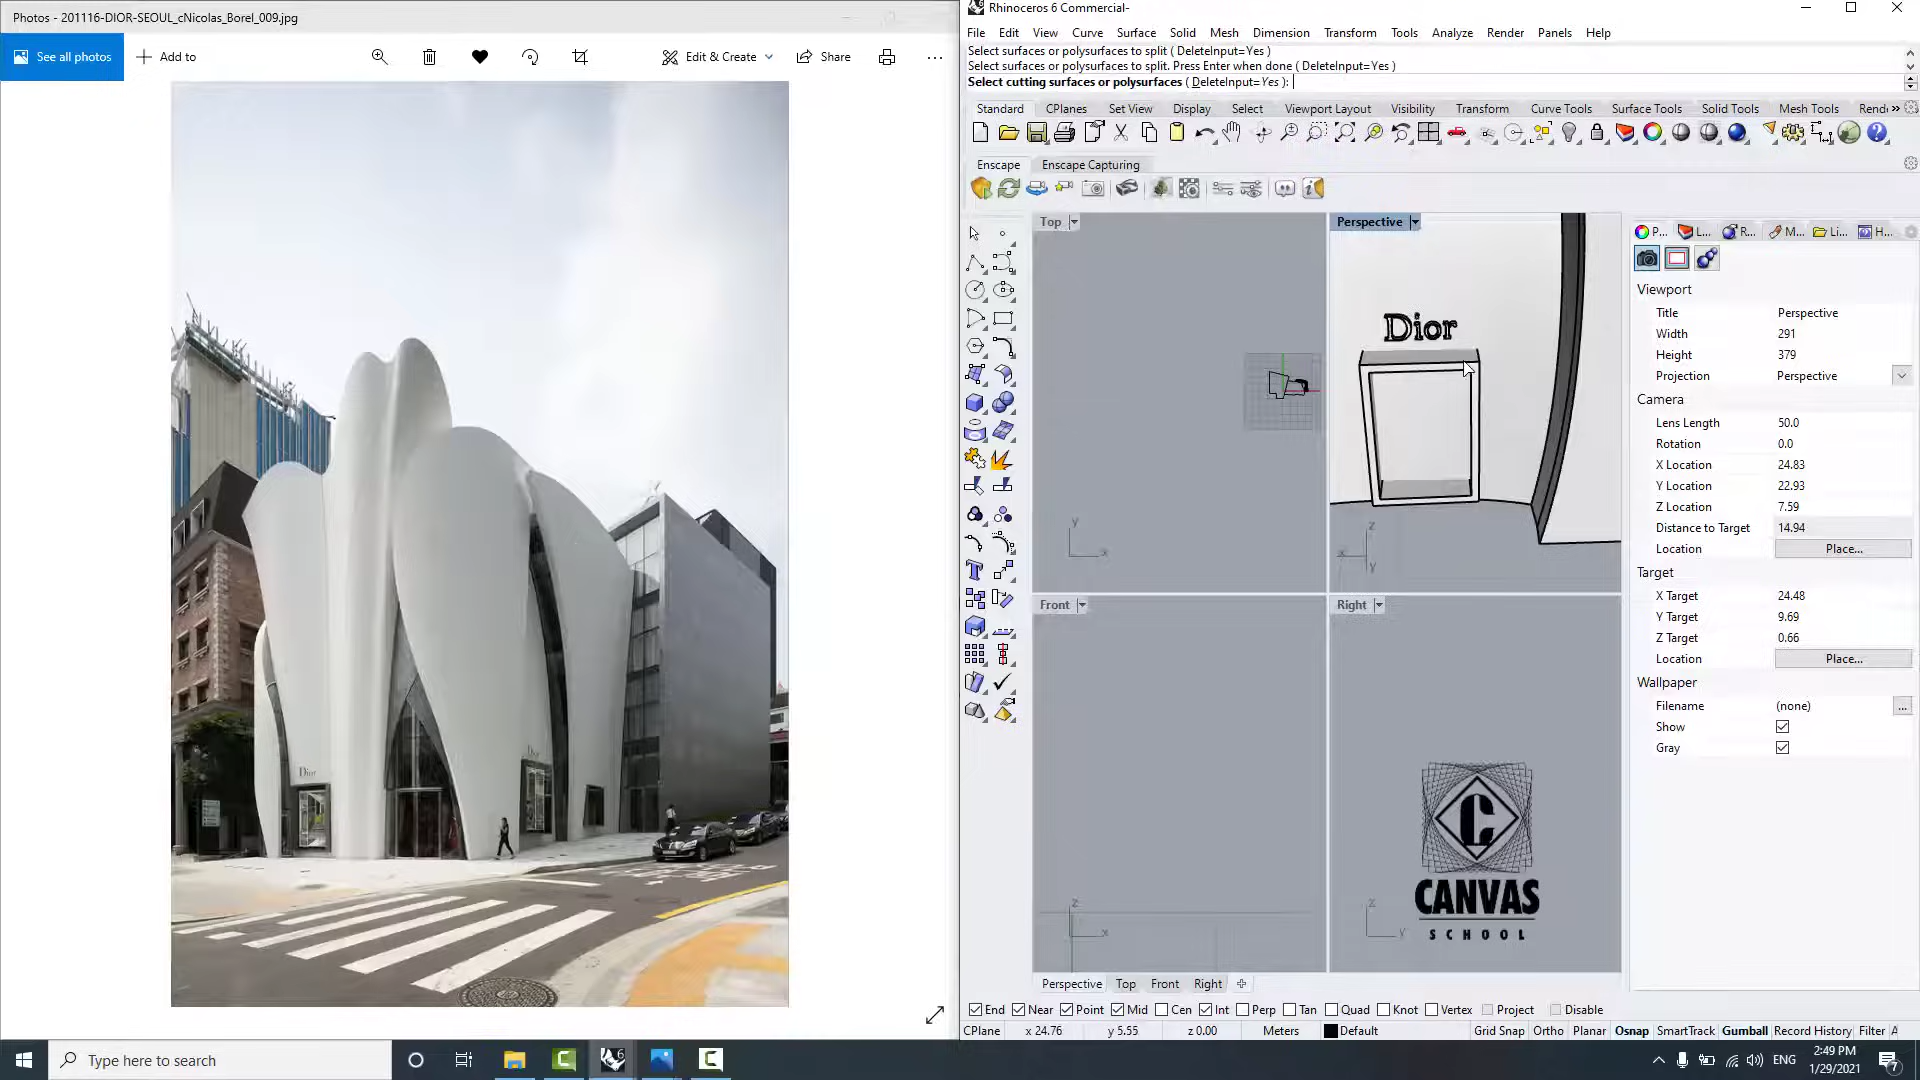 Photos - 201116-DIOR-SEOUL_cNicolas_Borel_009.jpg
See all photos
Add to
Edit & Create
Share
Dior
Dior
Rhinoceros 6 Commercial-
File Edit View Curve Surface Solid Mesh Dimension Transform Tools Analyze Render Panels Help
Select surfaces or polysurfaces to split ( DeleteInput=Yes )
Select surfaces or polysurfaces to split. Press Enter when done ( DeleteInput=Yes )
Select cutting surfaces or polysurfaces ( DeleteInput=Yes ):
Standard CPlanes Set View Display Select Viewport Layout Visibility Transform Curve Tools Surface Tools Solid Tools Mesh Tools Rend
Enscape Enscape Capturing
Top
Perspective
Dior
Front
Right
CANVAS
SCHOOL
y x
z x y
z x
z y
P... L... R... M... Li... H...
Viewport
Title Perspective
Width 291
Height 379
Projection Perspective
Camera
Lens Length 50.0
Rotation 0.0
X Location 24.83
Y Location 22.93
Z Location 7.59
Distance to Target 14.94
Location Place...
Target
X Target 24.48
Y Target 9.69
Z Target 0.66
Location Place...
Wallpaper
Filename (none) ...
Show
Gray
Perspective Top Front Right
End Near Point Mid Cen Int Perp Tan Quad Knot Vertex Project Disable
CPlane x 24.76 y 5.55 z 0.00 Meters Default Grid Snap Ortho Planar Osnap SmartTrack Gumball Record History Filter A
Type here to search
ENG
2:49 PM
1/29/2021
7